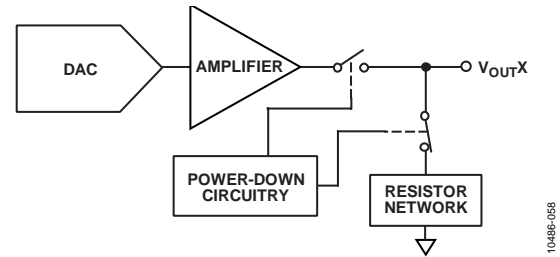 DAC
AMPLIFIER
VOUTX
POWER-DOWN
CIRCUITRY
RESISTOR
NETWORK
10486-058